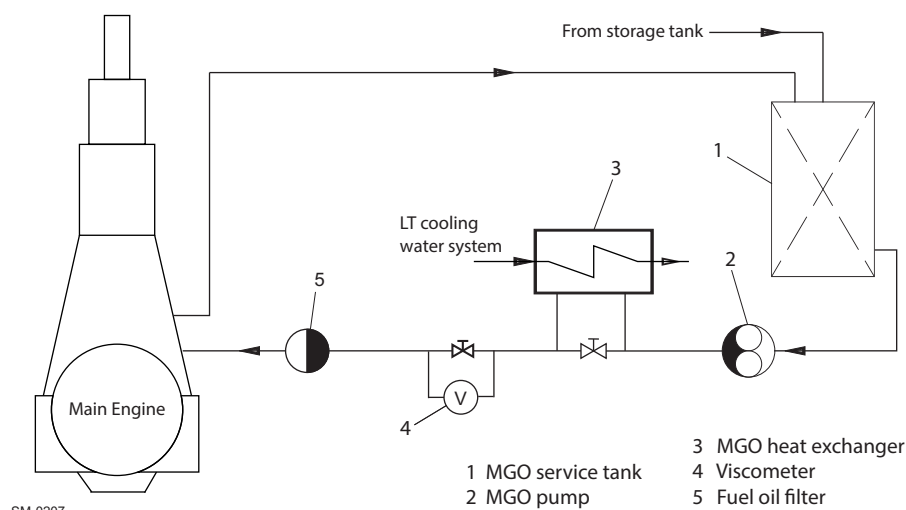 From storage tank
1
3
LT cooling
water system
2
5
Main Engine
V
4
1 MGO service tank
2 MGO pump
3 MGO heat exchanger
4 Viscometer
5 Fuel oil filter